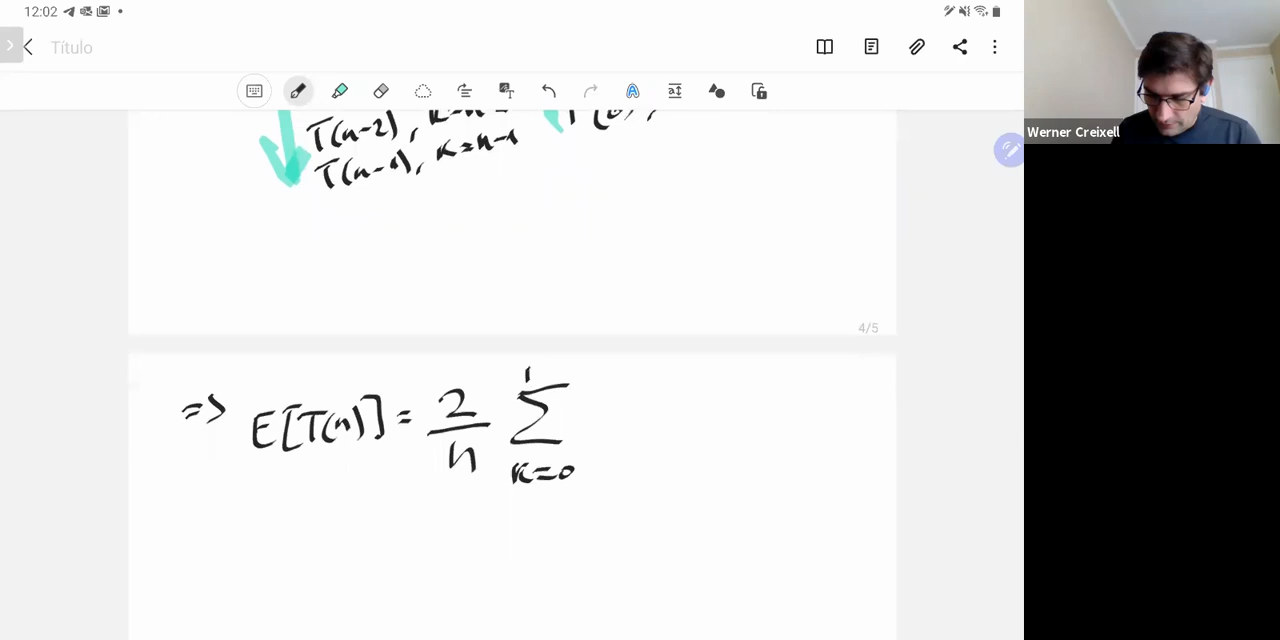 12:02
Título
T(n-2),
T(n-1), k=n-1
4/5
=> E[T(n)] = 2/n ∑ k=0
Werner Creixell